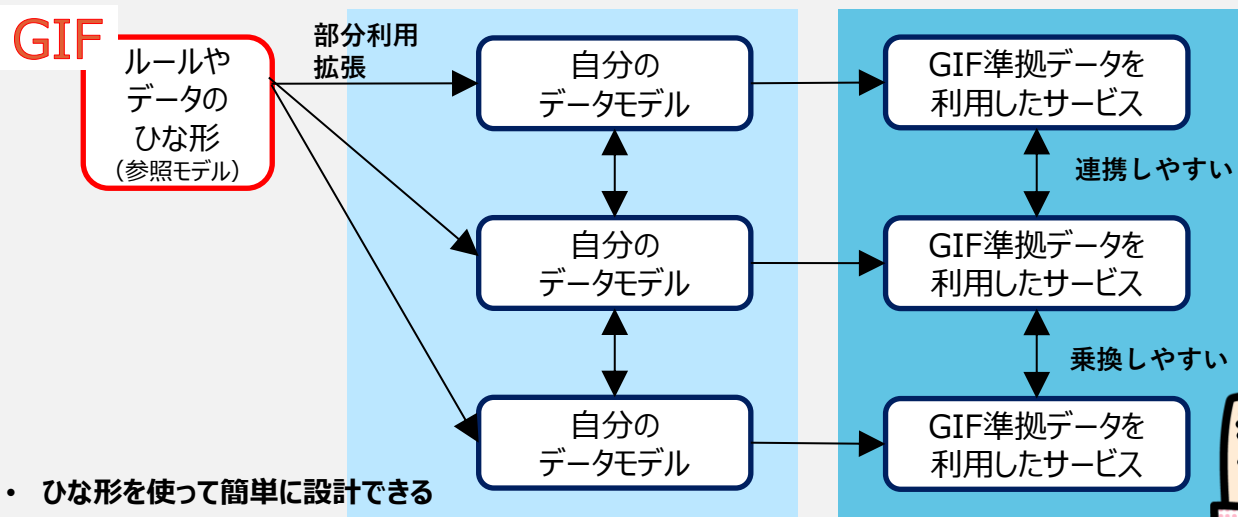 GIF
ルールや
データの
ひな形
（参照モデル）
部分利用
拡張
自分の
データモデル
GIF準拠データを
利用したサービス
連携しやすい
自分の
データモデル
GIF準拠データを
利用したサービス
乗換しやすい
自分の
データモデル
GIF準拠データを
利用したサービス
• ひな形を使って簡単に設計できる